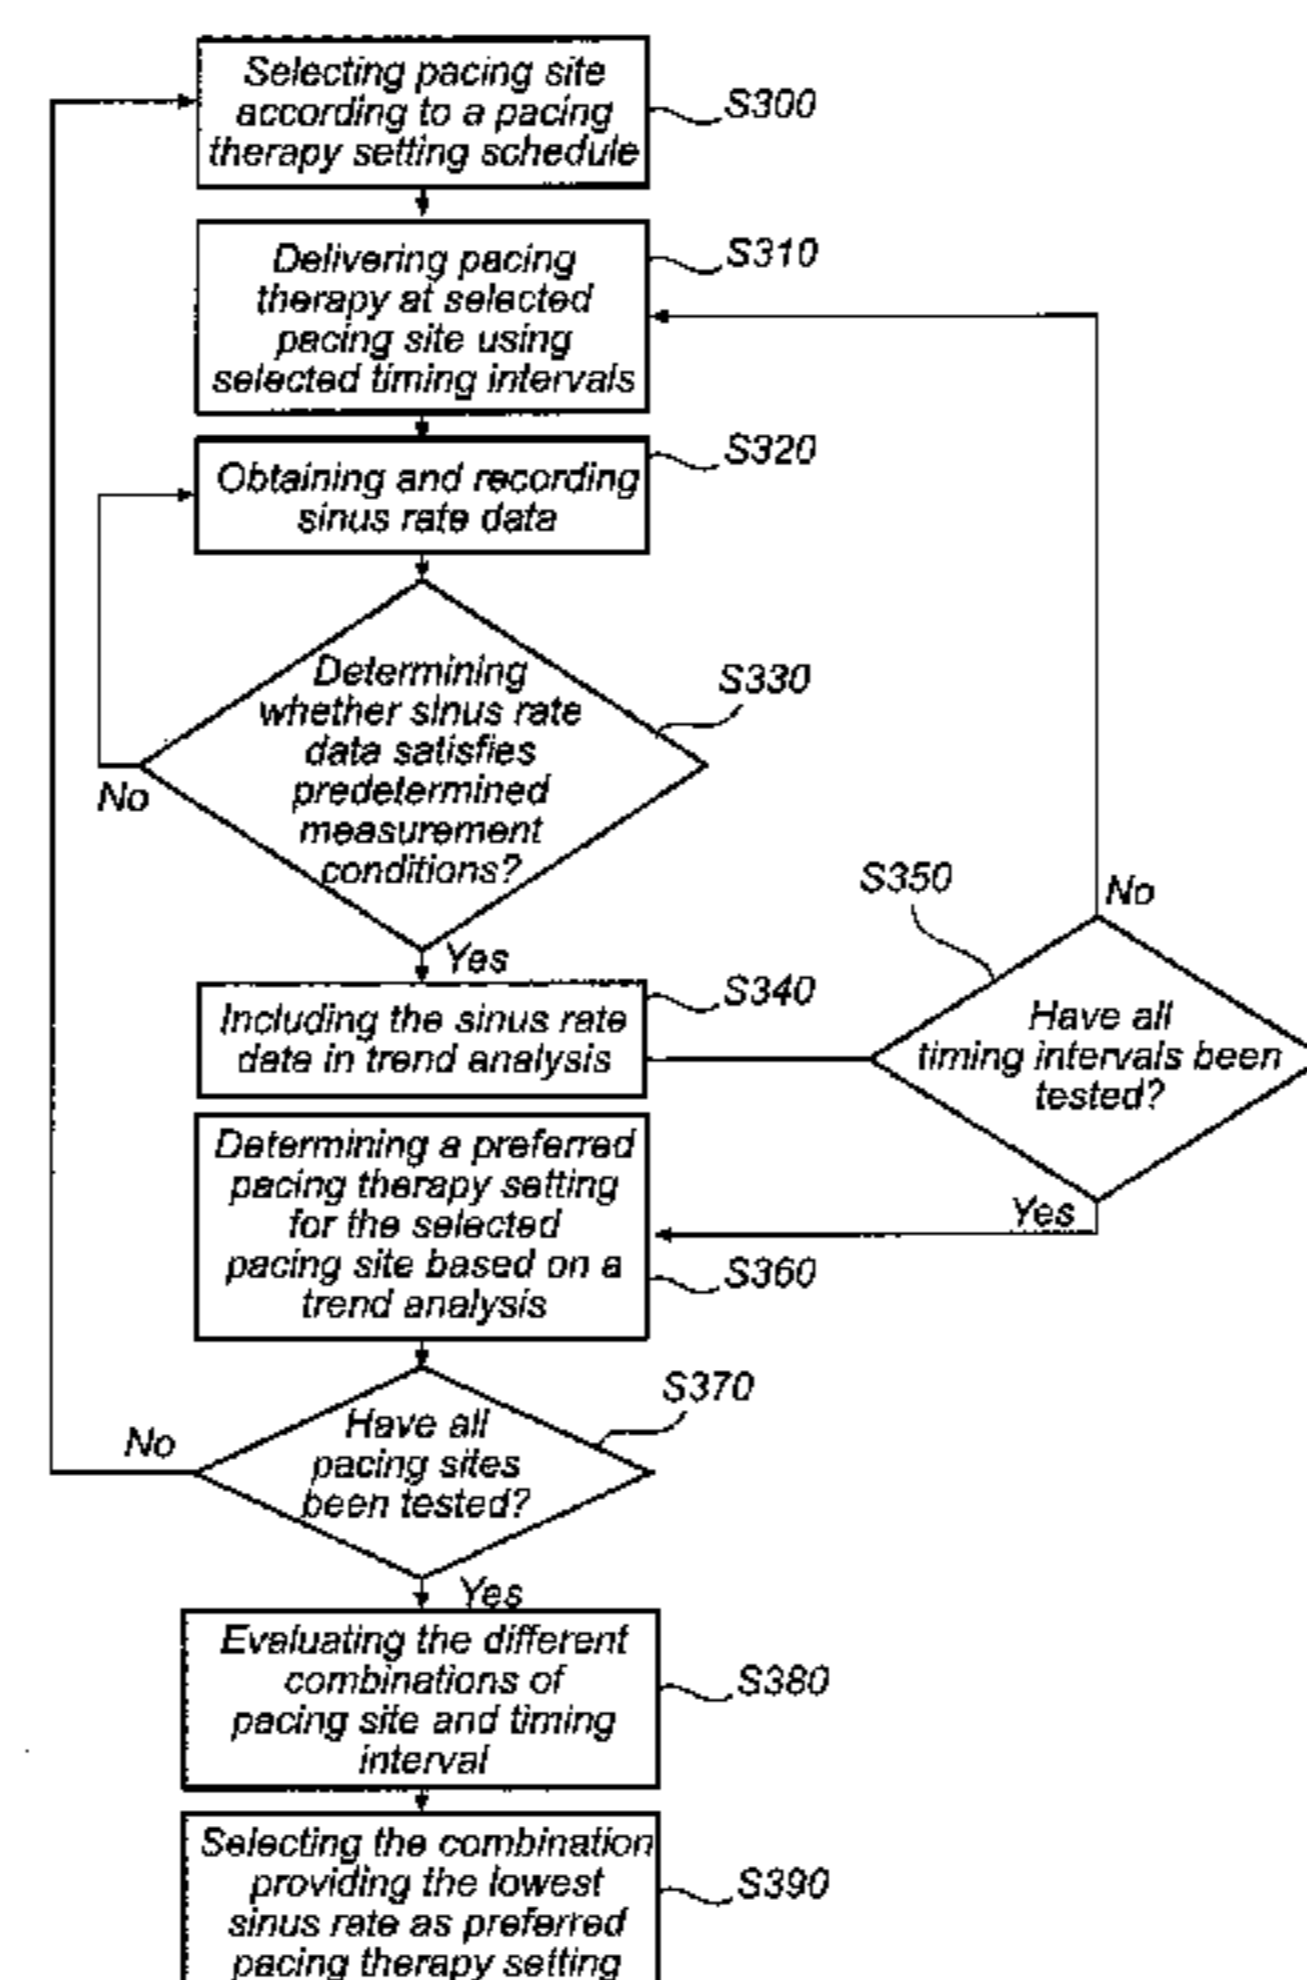 Selecting pacing site
according to a pacing
therapy setting schedule
S300
Delivering pacing
therapy at selected
pacing site using
selected timing intervals
S310
Obtaining and recording
sinus rate data
S320
Determining
whether sinus rate
data satisfies
predetermined
measurement
conditions?
S330
No
Yes
Including the sinus rate
data in trend analysis
S340
S350
No
Have all
timing intervals been
tested?
Yes
Determining a preferred
pacing therapy setting
for the selected
pacing site based on a
trend analysis
S360
Have all
pacing sites
been tested?
S370
No
Yes
Evaluating the different
combinations of
pacing site and timing
interval
S380
Selecting the combination
providing the lowest
sinus rate as preferred
pacing therapy setting
S390